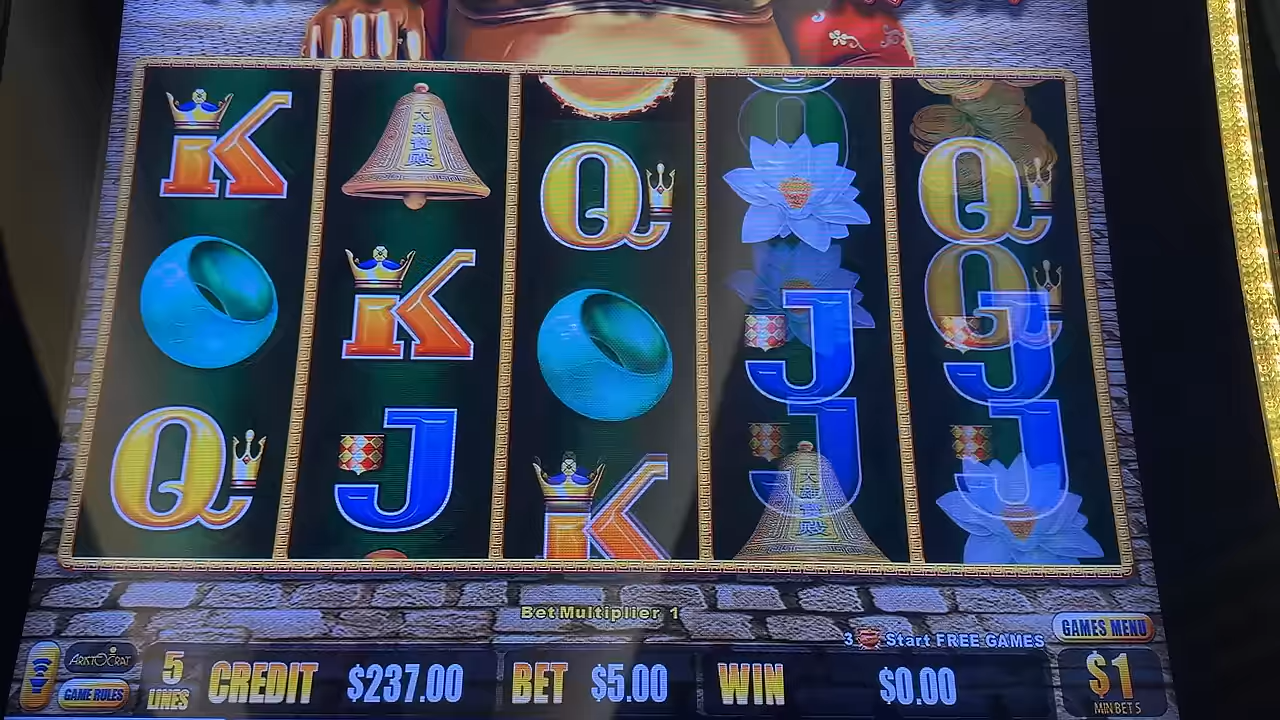 K
Q
Q
K
J
J
J
Q
K
J
Bet Multiplier 1
3 Start FREE GAMES
GAMES MENU
ARISTOCRAT
GAME RULES
5 LINES
CREDIT $237.00
BET $5.00
WIN $0.00
$1
MIN BET 5